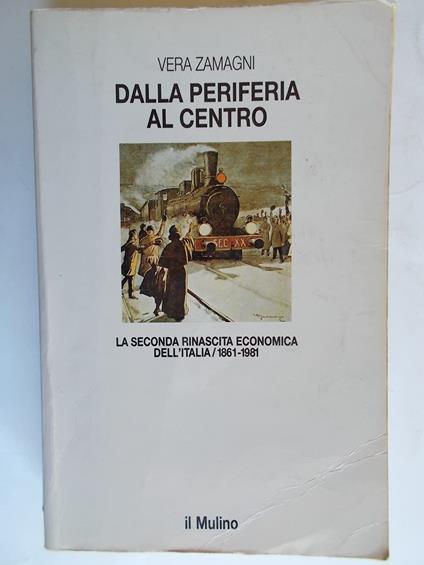 VERA ZAMAGNI
DALLA PERIFERIA
AL CENTRO
SEC. XX
LA SECONDA RINASCITA ECONOMICA
DELL'ITALIA/1861-1981
il Mulino